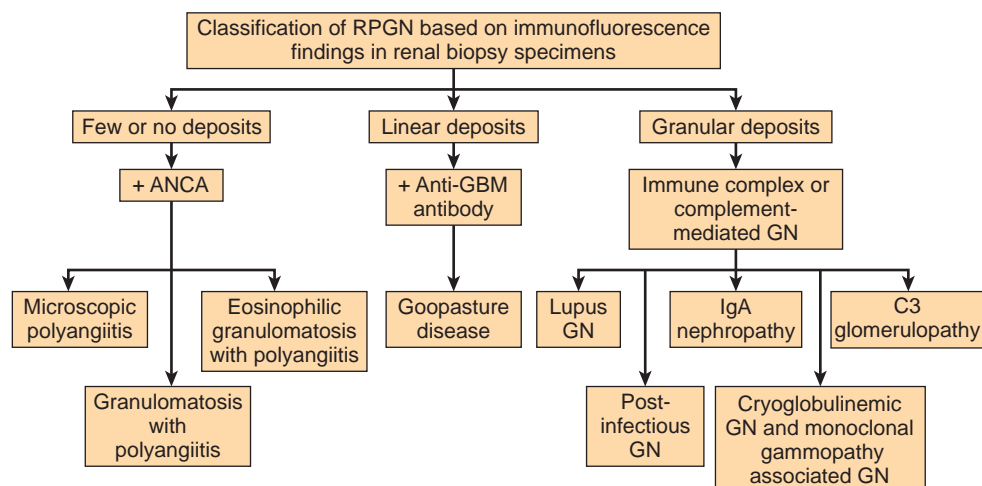 Classification of RPGN based on immunofluorescence
findings in renal biopsy specimens
Few or no deposits
Linear deposits
Granular deposits
+ ANCA
+ Anti-GBM
antibody
Immune complex or
complement-
mediated GN
Microscopic
polyangiitis
Eosinophilic
granulomatosis
with polyangiitis
Goopasture
disease
Lupus
GN
IgA
nephropathy
C3
glomerulopathy
Granulomatosis
with
polyangiitis
Post-
infectious
GN
Cryoglobulinemic
GN and monoclonal
gammopathy
associated GN